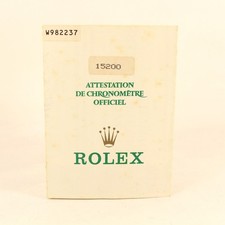 W982237
15200
ATTESTATION
DE CHRONOMÈTRE
OFFICIEL
ROLEX